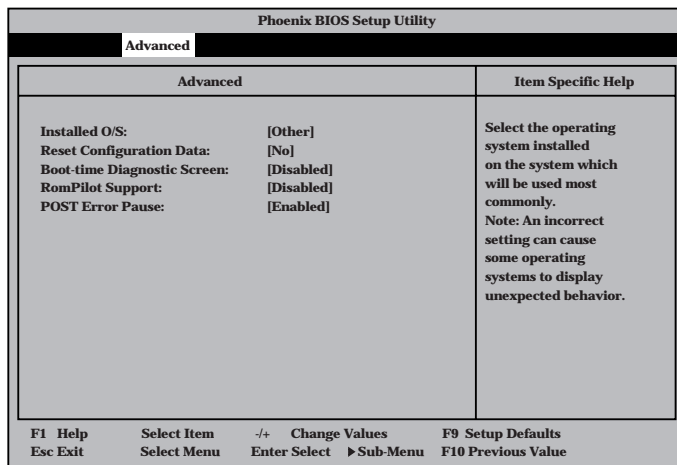 Phoenix BIOS Setup Utility
Advanced
Advanced
Item Specific Help
Installed O/S: [Other]
Reset Configuration Data: [No]
Boot-time Diagnostic Screen: [Disabled]
RomPilot Support: [Disabled]
POST Error Pause: [Enabled]
Select the operating
system installed
on the system which
will be used most
commonly.
Note: An incorrect
setting can cause
some operating
systems to display
unexpected behavior.
F1 Help Select Item -/+ Change Values F9 Setup Defaults
Esc Exit Select Menu Enter Select ▶Sub-Menu F10 Previous Value